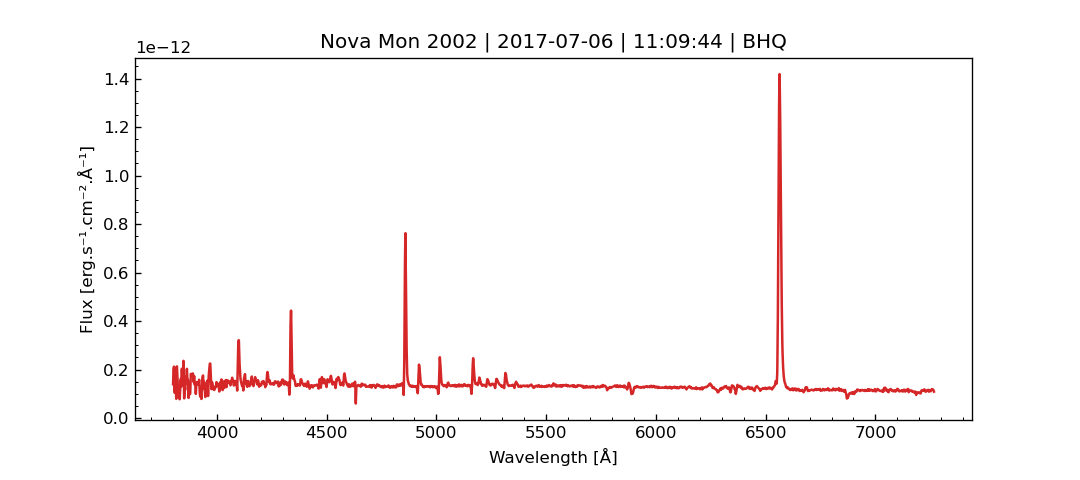 Nova Mon 2002 | 2017-07-06 | 11:09:44 | BHQ
1e−12
1.4
1.2
1.0
0.8
0.6
0.4
0.2
0.0
Flux [erg.s⁻¹.cm⁻².Å⁻¹]
4000 4500 5000 5500 6000 6500 7000
Wavelength [Å]